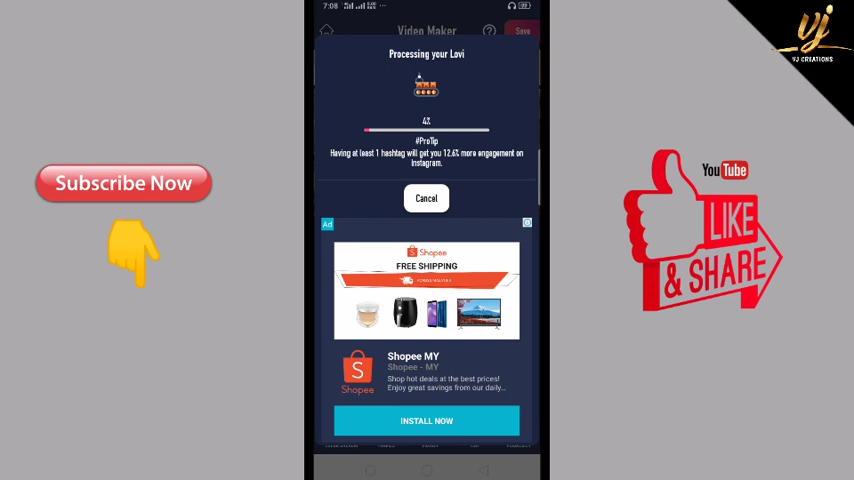 7:08
Video Maker
Save
Processing your Lovi
4%
#ProTip
Having at least 1 hashtag will get you 12.6% more engagement on
Instagram.
Cancel
Ad
Shopee
FREE SHIPPING
Shopee MY
Shopee - MY
Shop hot deals at the best prices!
Enjoy great savings from our daily...
Shopee
INSTALL NOW
Subscribe Now
vj
VJ CREATIONS
YouTube
LIKE
& SHARE